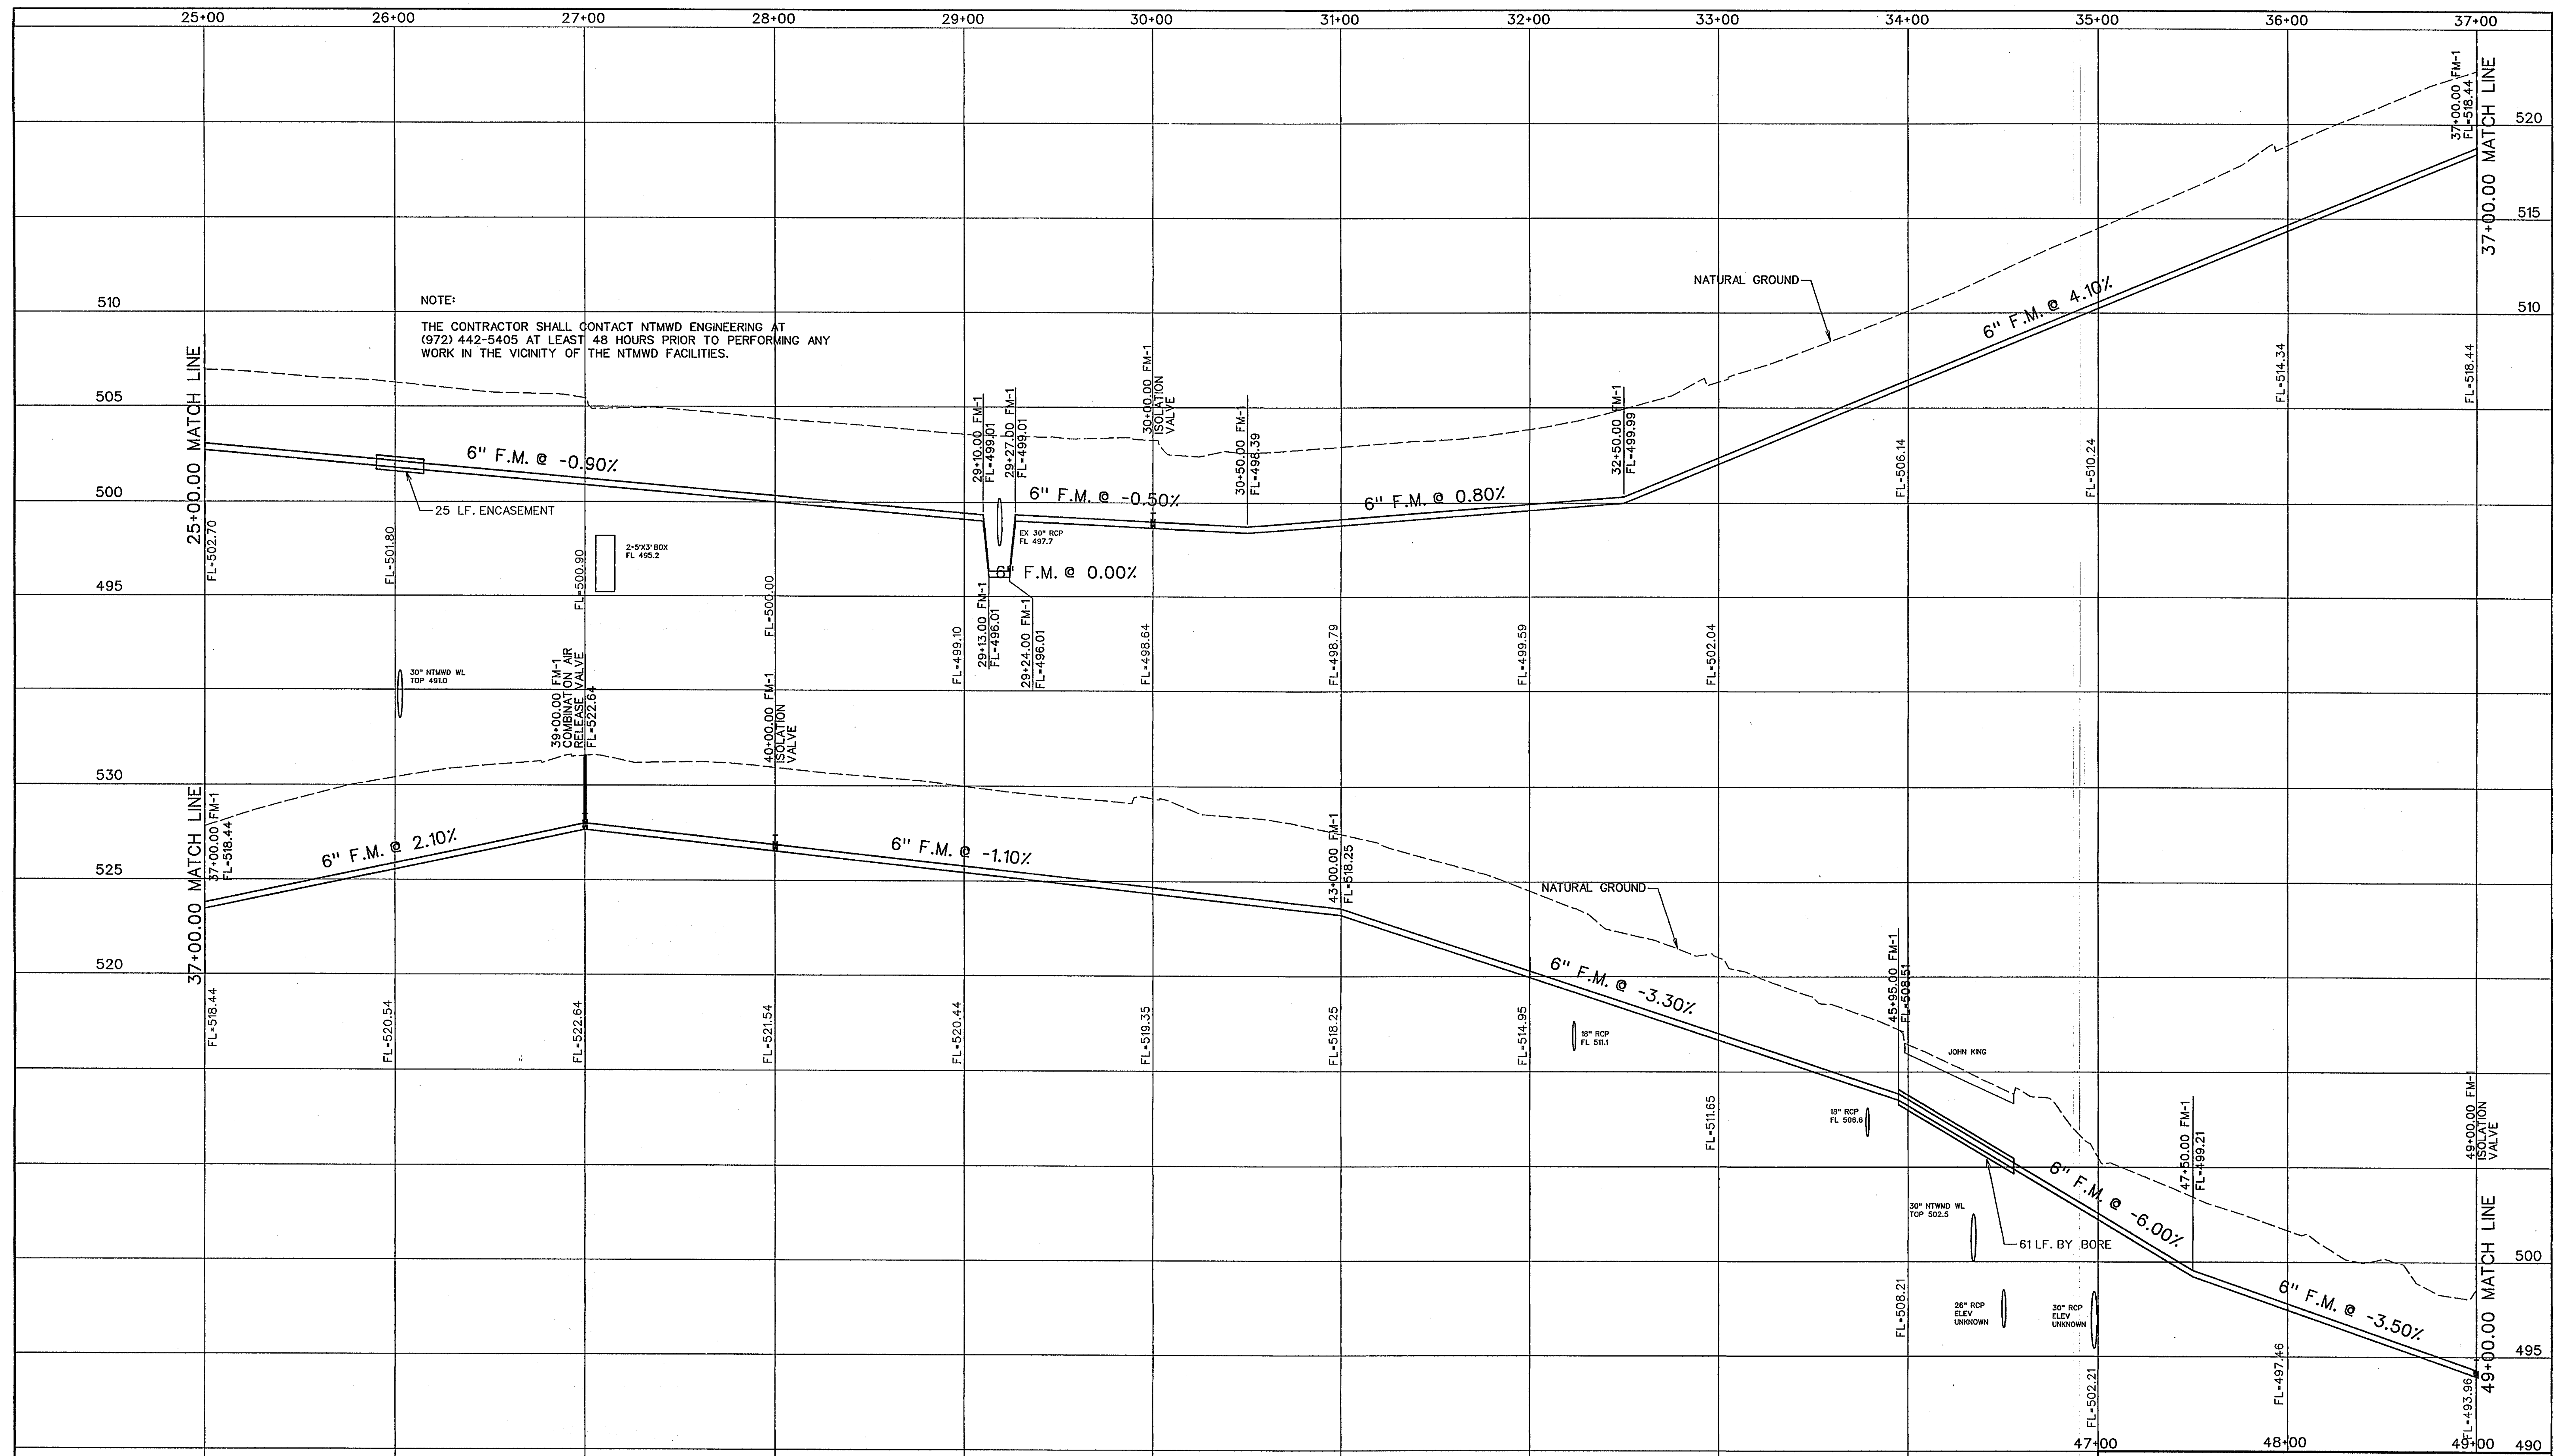 25+00
26+00
27+00
28+00
29+00
30+00
31+00
32+00
33+00
34+00
35+00
36+00
37+00
37+00.00 FM-1
FL=518.44
37+00.00 MATCH LINE
520
515
510
510
505
500
495
NOTE:
THE CONTRACTOR SHALL CONTACT NTMWD ENGINEERING AT
(972) 442-5405 AT LEAST 48 HOURS PRIOR TO PERFORMING ANY
WORK IN THE VICINITY OF THE NTMWD FACILITIES.
25+00.00 MATCH LINE
6" F.M. @ -0.90%
25 LF. ENCASEMENT
29+10.00 FM-1
FL=499.01
29+27.00 FM-1
FL=499.01
30+00.00 FM-1
ISOLATION
VALVE
30+50.00 FM-1
FL=498.39
6" F.M. @ -0.50%
6" F.M. @ 0.80%
32+50.00 FM-1
FL=499.99
NATURAL GROUND
6" F.M. @ 4.10%
EX 30" RCP
FL 497.7
6" F.M. @ 0.00%
29+13.00 FM-1
FL=496.01
29+24.00 FM-1
FL=496.01
2-5'X3' BOX
FL 495.2
30" NTMWD WL
TOP 491.0
FL=502.70
FL=501.80
FL=500.90
FL=500.00
FL=499.10
FL=498.64
FL=498.79
FL=499.59
FL=502.04
FL=506.14
FL=510.24
FL=514.34
FL=518.44
530
525
520
37+00.00 MATCH LINE
37+00.00 FM-1
FL=518.44
6" F.M. @ 2.10%
39+00.00 FM-1
COMBINATION AIR
RELEASE VALVE
FL=522.64
40+00.00 FM-1
ISOLATION
VALVE
6" F.M. @ -1.10%
43+00.00 FM-1
FL=518.25
NATURAL GROUND
6" F.M. @ -3.30%
18" RCP
FL 511.1
45+95.00 FM-1
FL=508.51
JOHN KING
18" RCP
FL 506.6
30" NTWMD WL
TOP 502.5
61 LF. BY BORE
6" F.M. @ -6.00%
47+50.00 FM-1
FL=499.21
26" RCP
ELEV
UNKNOWN
30" RCP
ELEV
UNKNOWN
6" F.M. @ -3.50%
49+00.00 FM-1
ISOLATION
VALVE
49+00.00 MATCH LINE
500
495
490
FL=518.44
FL=520.54
FL=522.64
FL=521.54
FL=520.44
FL=519.35
FL=518.25
FL=514.95
FL=511.65
FL=508.21
FL=502.21
FL=497.46
FL=493.96
47+00
48+00
49+00